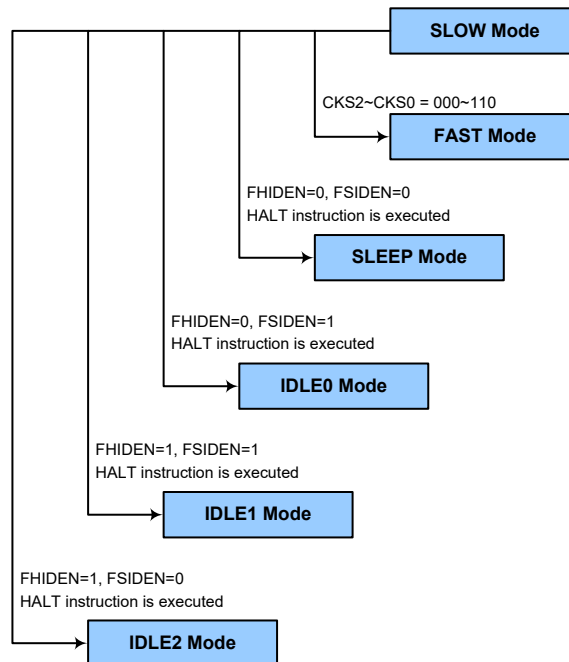 SLOW Mode
CKS2~CKS0 = 000~110
FAST Mode
FHIDEN=0, FSIDEN=0
HALT instruction is executed
SLEEP Mode
FHIDEN=0, FSIDEN=1
HALT instruction is executed
IDLE0 Mode
FHIDEN=1, FSIDEN=1
HALT instruction is executed
IDLE1 Mode
FHIDEN=1, FSIDEN=0
HALT instruction is executed
IDLE2 Mode